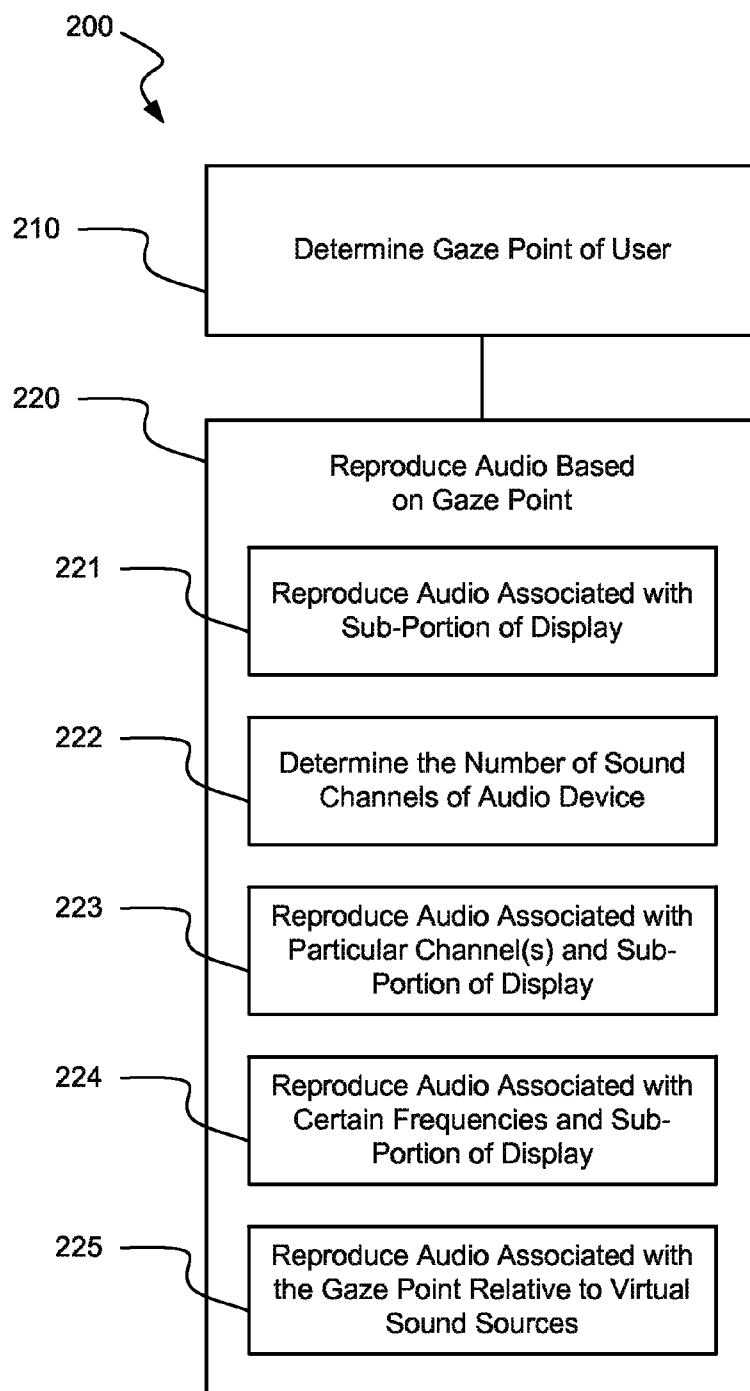 200
210
Determine Gaze Point of User
220
Reproduce Audio Based
on Gaze Point
221
Reproduce Audio Associated with
Sub-Portion of Display
222
Determine the Number of Sound
Channels of Audio Device
223
Reproduce Audio Associated with
Particular Channel(s) and Sub-
Portion of Display
224
Reproduce Audio Associated with
Certain Frequencies and Sub-
Portion of Display
225
Reproduce Audio Associated with
the Gaze Point Relative to Virtual
Sound Sources